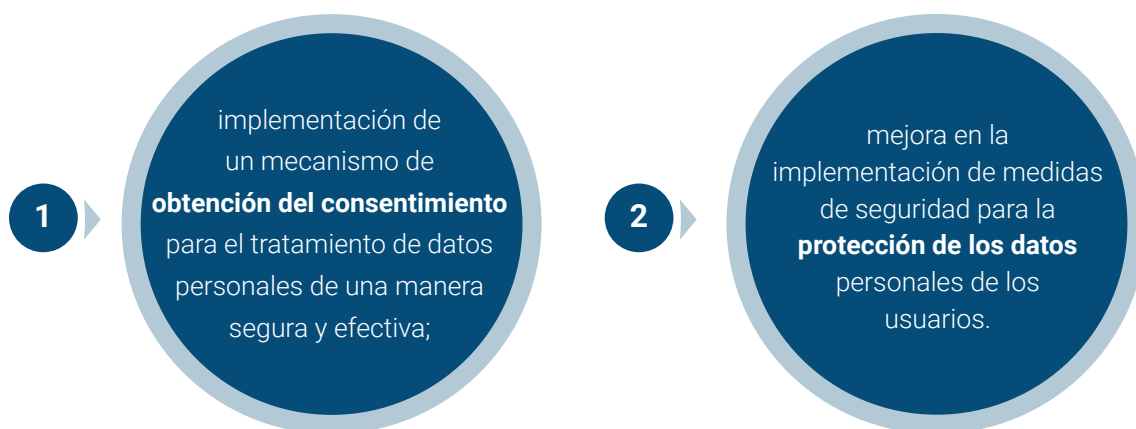 1
implementación de
un mecanismo de
obtención del consentimiento
para el tratamiento de datos
personales de una manera
segura y efectiva;
2
mejora en la
implementación de medidas
de seguridad para la
protección de los datos
personales de los
usuarios.